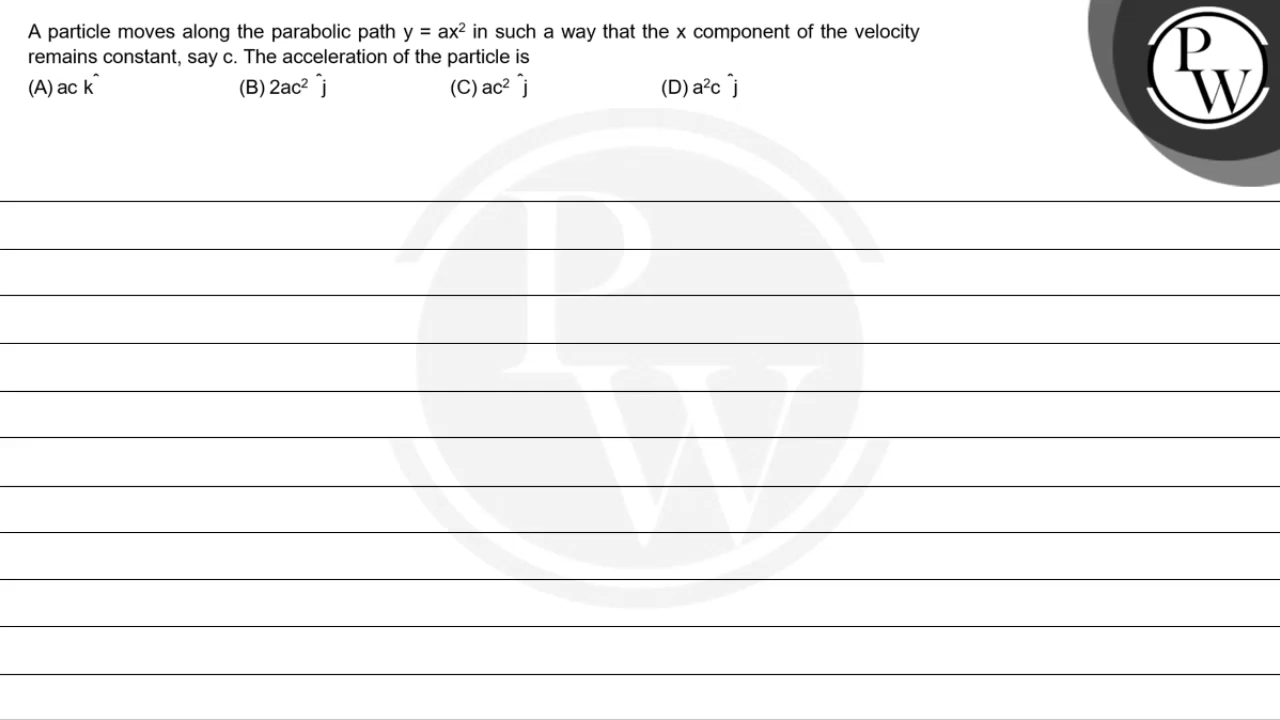 A particle moves along the parabolic path y = ax² in such a way that the x component of the velocity
remains constant, say c. The acceleration of the particle is
(A) ac k̂ (B) 2ac² ĵ (C) ac² ĵ (D) a²c ĵ
P
W
P
W